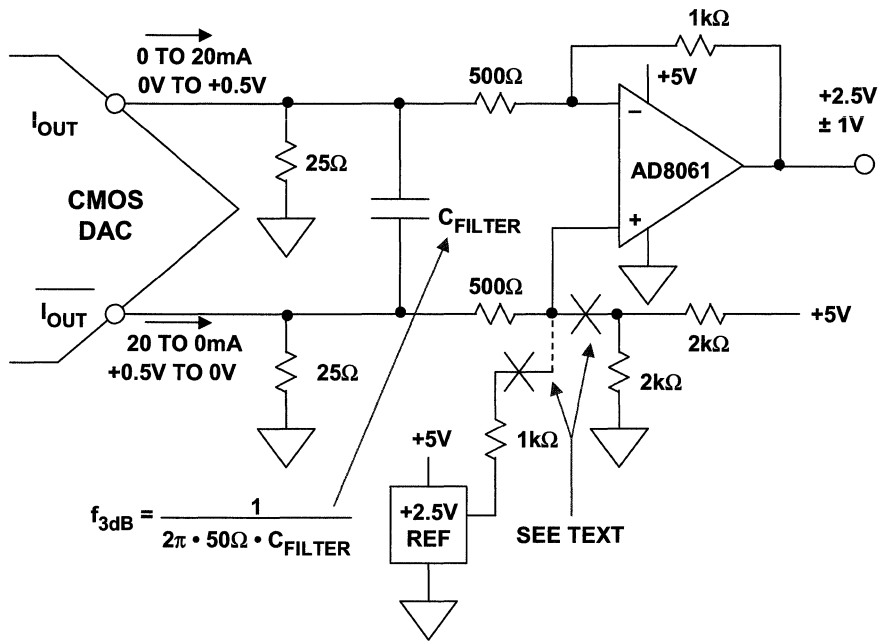 0 TO 20mA
0V TO +0.5V
1kΩ
500Ω
+5V
+2.5V
± 1V
I_OUT
25Ω
−
AD8061
CMOS
DAC
C_FILTER
+
I̅_O̅U̅T̅
500Ω
+5V
20 TO 0mA
+0.5V TO 0V
25Ω
2kΩ
2kΩ
+5V
1kΩ
f_3dB = 1 / (2π • 50Ω • C_FILTER)
+2.5V
REF
SEE TEXT